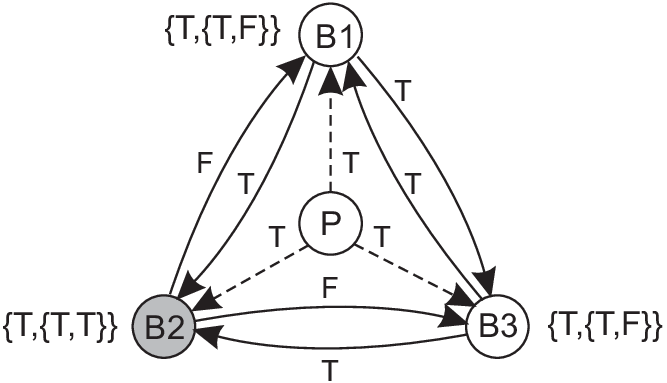 {T,{T,F}} B1
T
F T T T
P
T T
F
{T,{T,T}} B2 B3 {T,{T,F}}
T